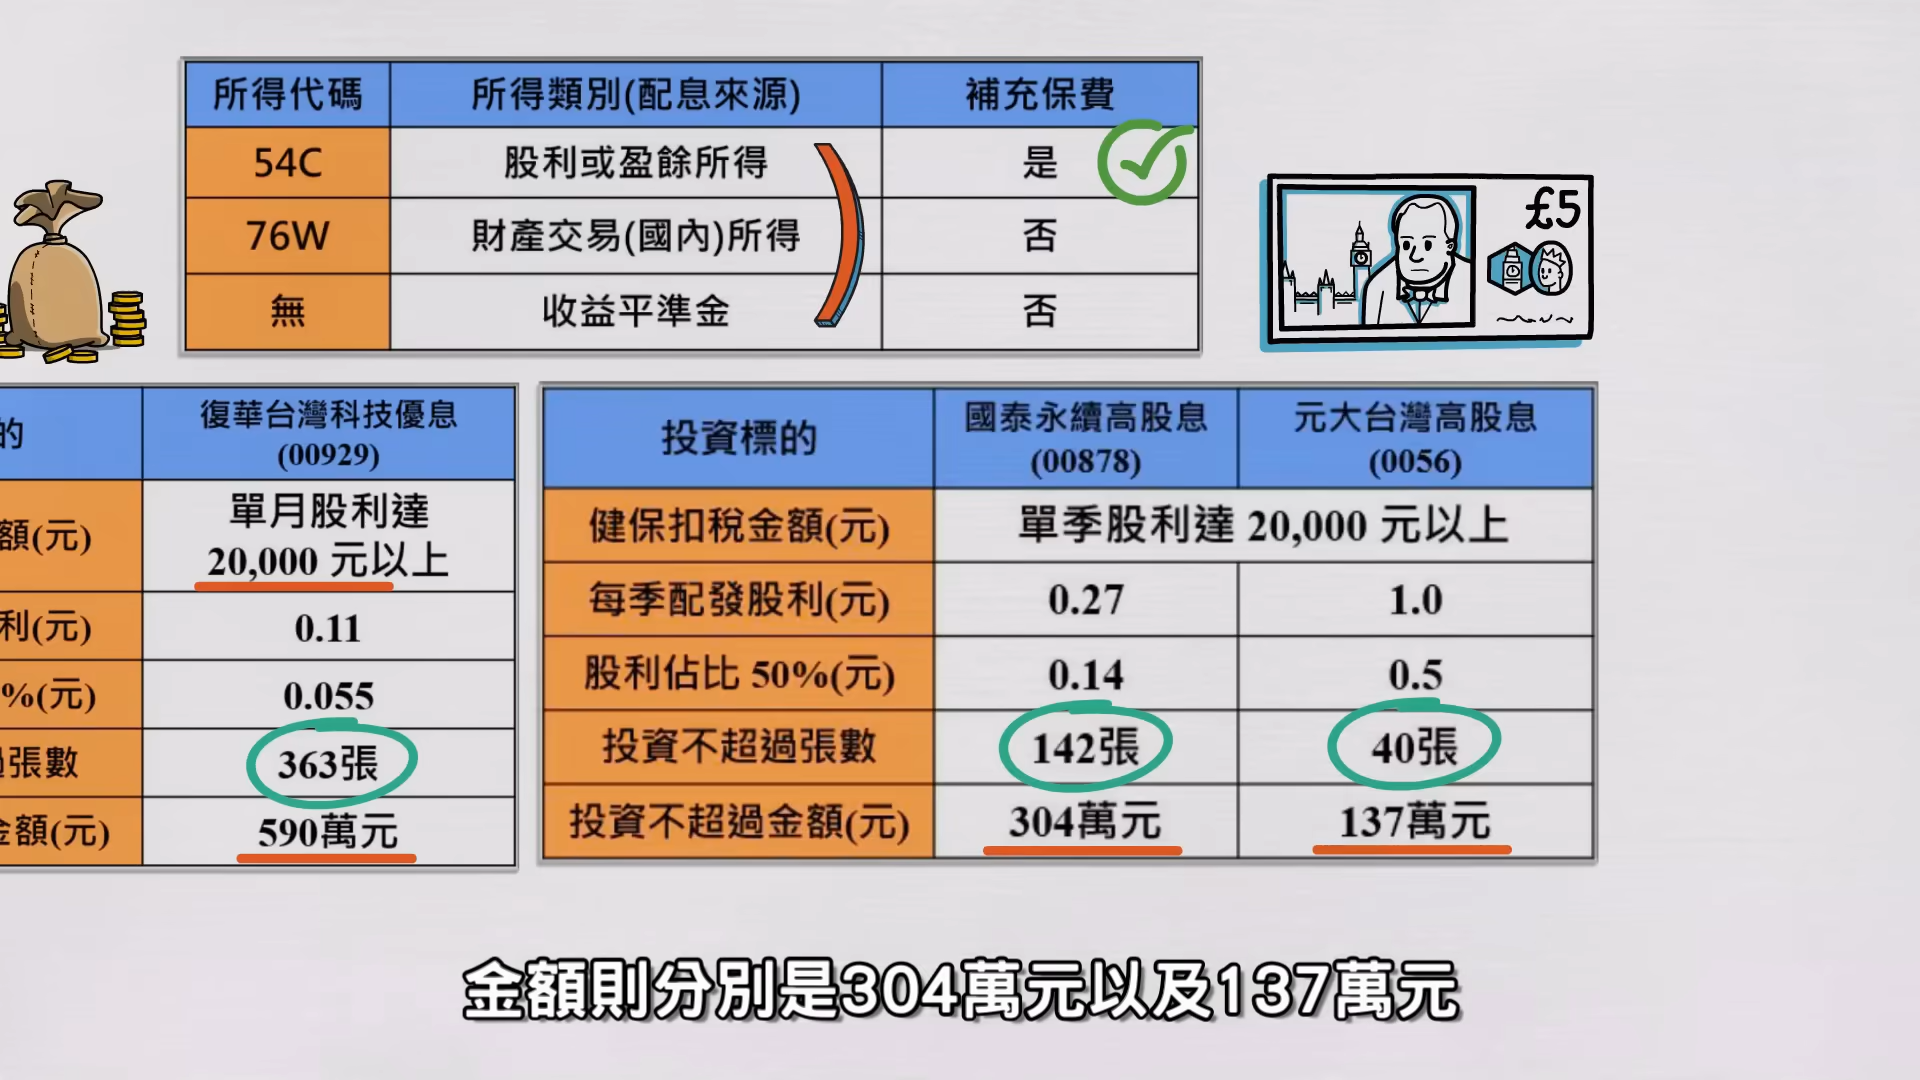 所得代碼 所得類別(配息來源) 補充保費
54C 股利或盈餘所得 是
76W 財產交易(國內)所得 否
無 收益平準金 否
£5
的 復華台灣科技優息
(00929)
額(元) 單月股利達
20,000 元以上
利(元) 0.11
%(元) 0.055
過張數 363張
金額(元) 590萬元
投資標的 國泰永續高股息
(00878) 元大台灣高股息
(0056)
健保扣稅金額(元) 單季股利達 20,000 元以上
每季配發股利(元) 0.27 1.0
股利佔比 50%(元) 0.14 0.5
投資不超過張數 142張 40張
投資不超過金額(元) 304萬元 137萬元
金額則分別是304萬元以及137萬元